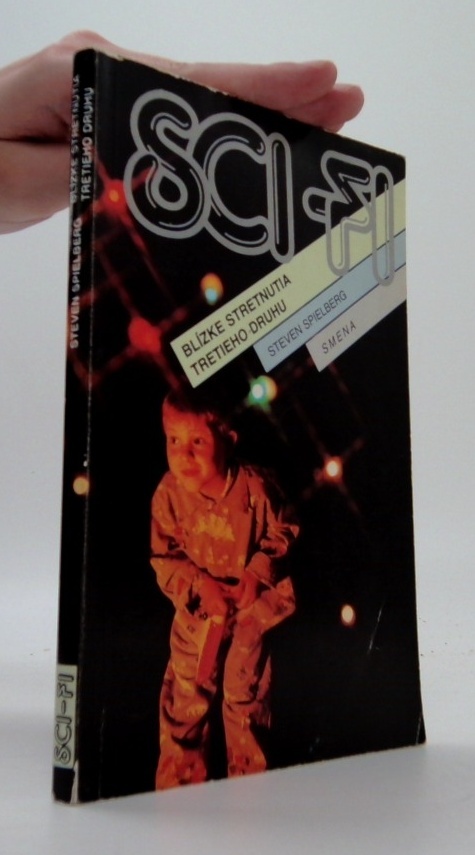 STEVEN SPIELBERG
BLÍZKE STRETNUTIA
TRETIEHO DRUHU
SCI-FI
SCI-FI
BLÍZKE STRETNUTIA
TRETIEHO DRUHU
STEVEN SPIELBERG
SMENA